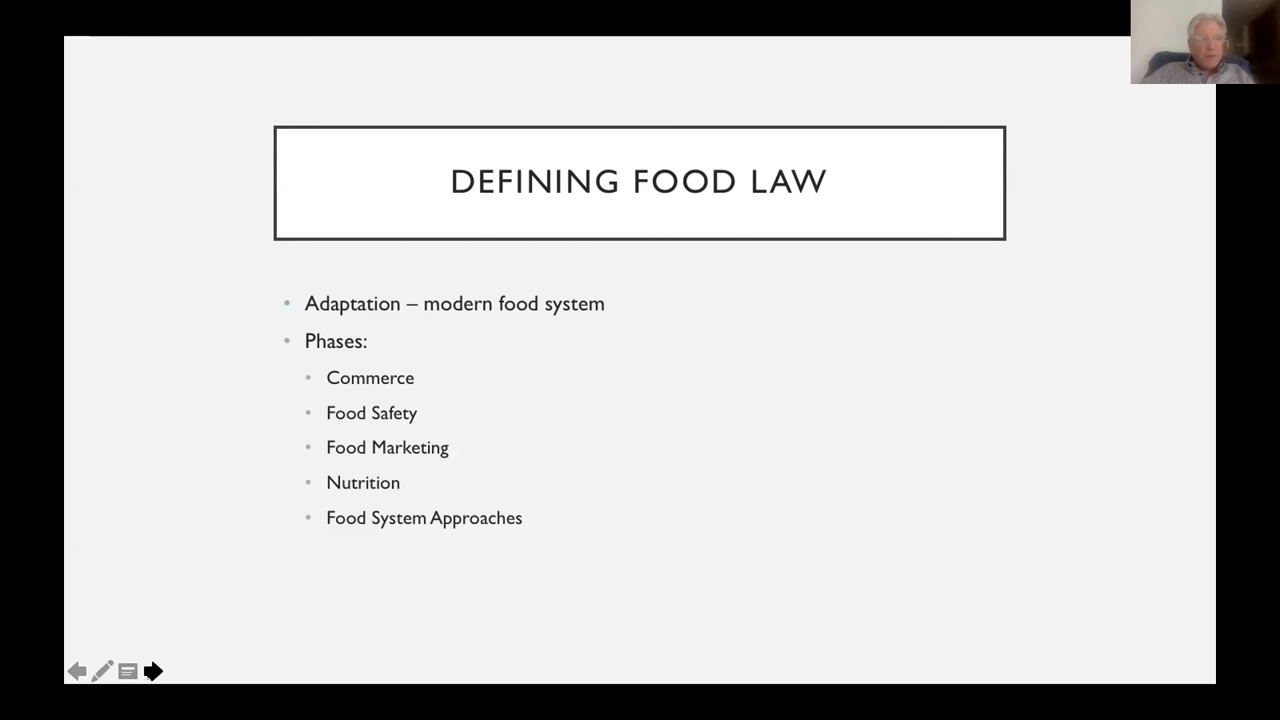 DEFINING FOOD LAW
• Adaptation – modern food system
• Phases:
• Commerce
• Food Safety
• Food Marketing
• Nutrition
• Food System Approaches